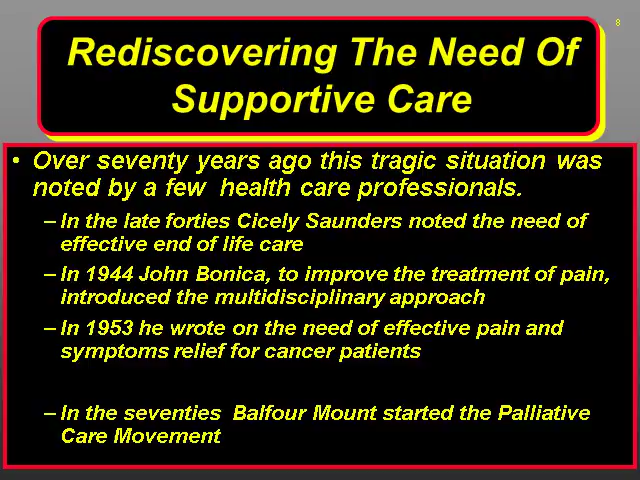 8
Rediscovering The Need Of
Supportive Care
• Over seventy years ago this tragic situation was
noted by a few health care professionals.
– In the late forties Cicely Saunders noted the need of
effective end of life care
– In 1944 John Bonica, to improve the treatment of pain,
introduced the multidisciplinary approach
– In 1953 he wrote on the need of effective pain and
symptoms relief for cancer patients
– In the seventies Balfour Mount started the Palliative
Care Movement